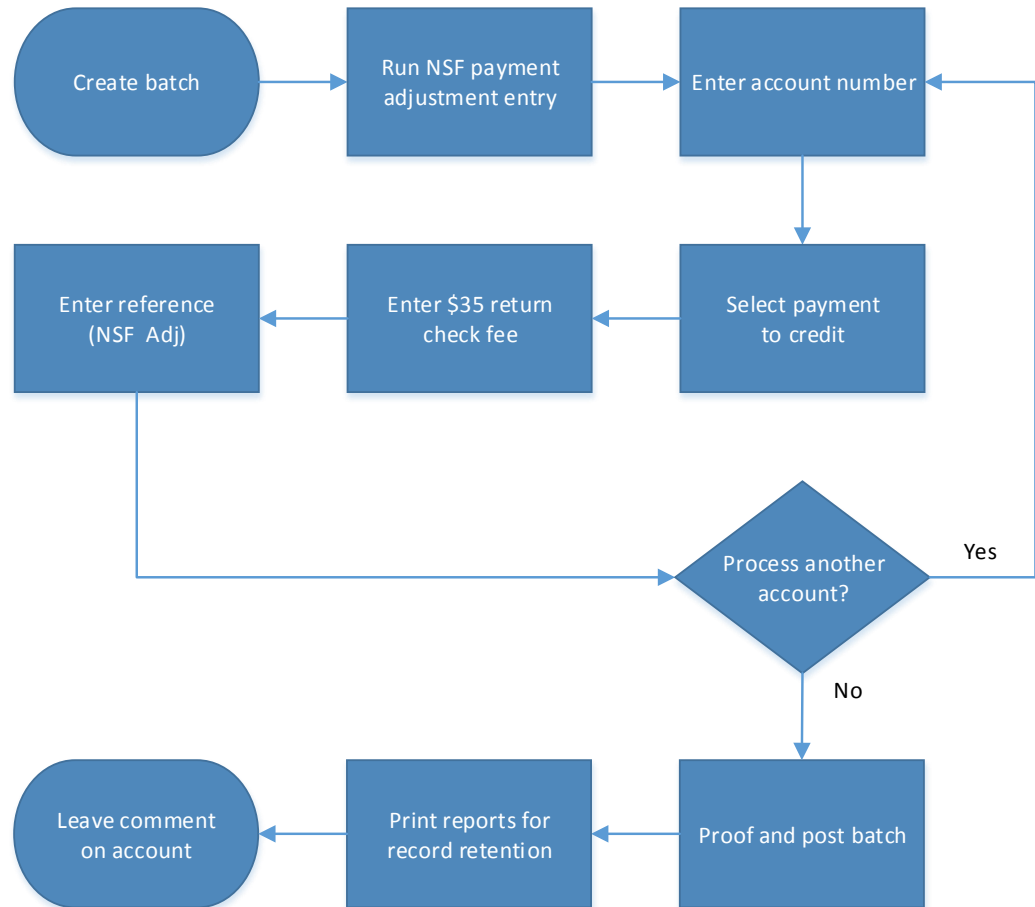 Create batch
Run NSF payment
adjustment entry
Enter account number
Select payment
to credit
Enter $35 return
check fee
Enter reference
(NSF Adj)
Process another
account?
Yes
No
Proof and post batch
Print reports for
record retention
Leave comment
on account